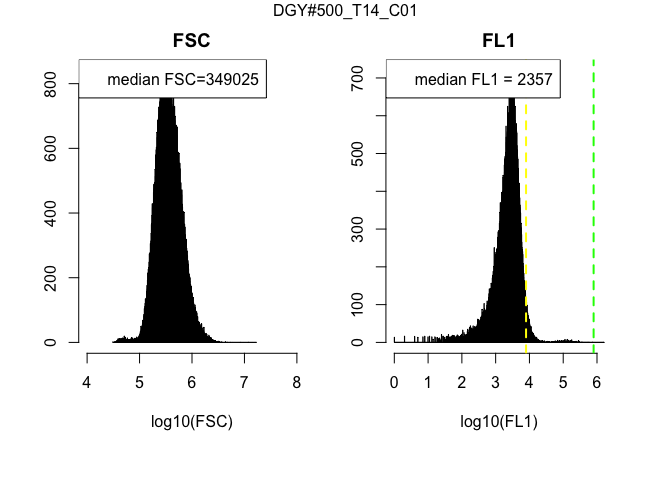 DGY#500_T14_C01
FSC
FL1
median FSC=349025
median FL1 = 2357
800
600
400
200
0
700
500
300
100
0
4 5 6 7 8
0 1 2 3 4 5 6
log10(FSC)
log10(FL1)